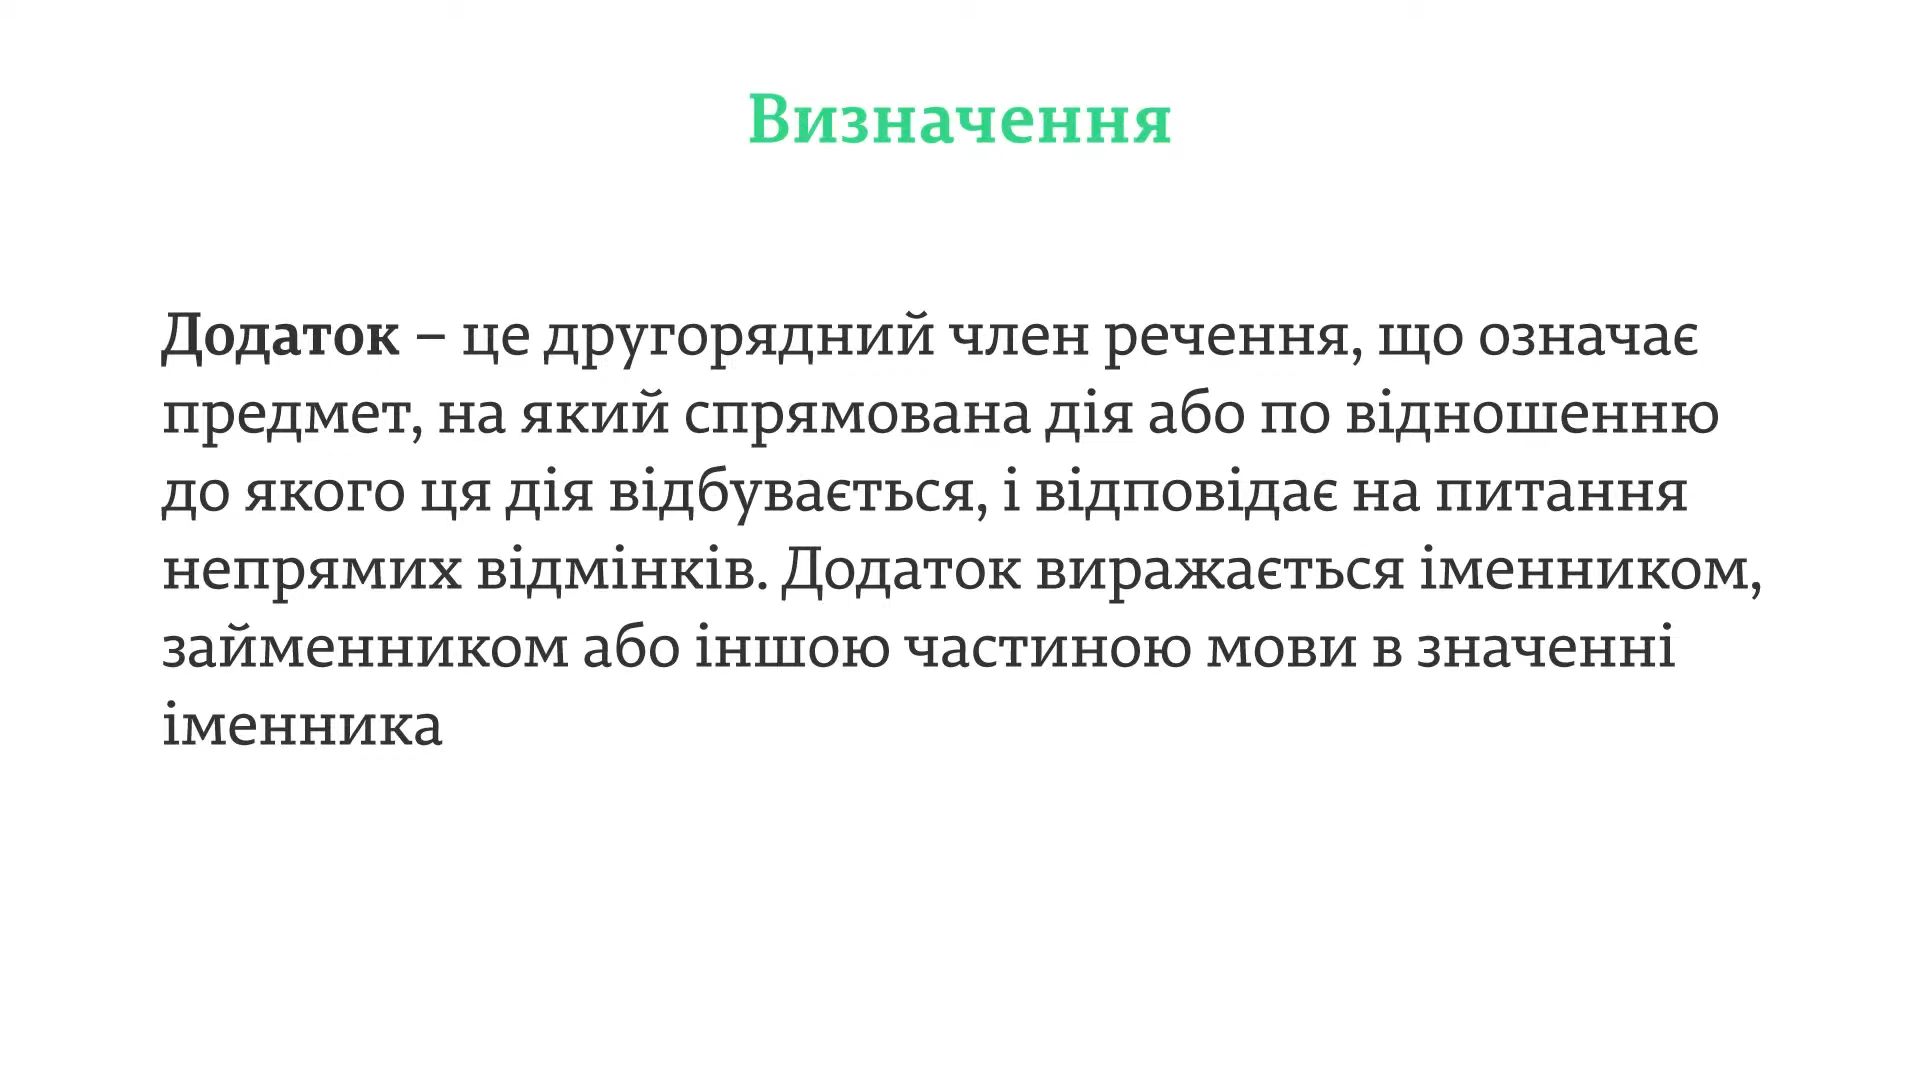 Визначення
Додаток – це другорядний член речення, що означає
предмет, на який спрямована дія або по відношенню
до якого ця дія відбувається, і відповідає на питання
непрямих відмінків. Додаток виражається іменником,
займенником або іншою частиною мови в значенні
іменника